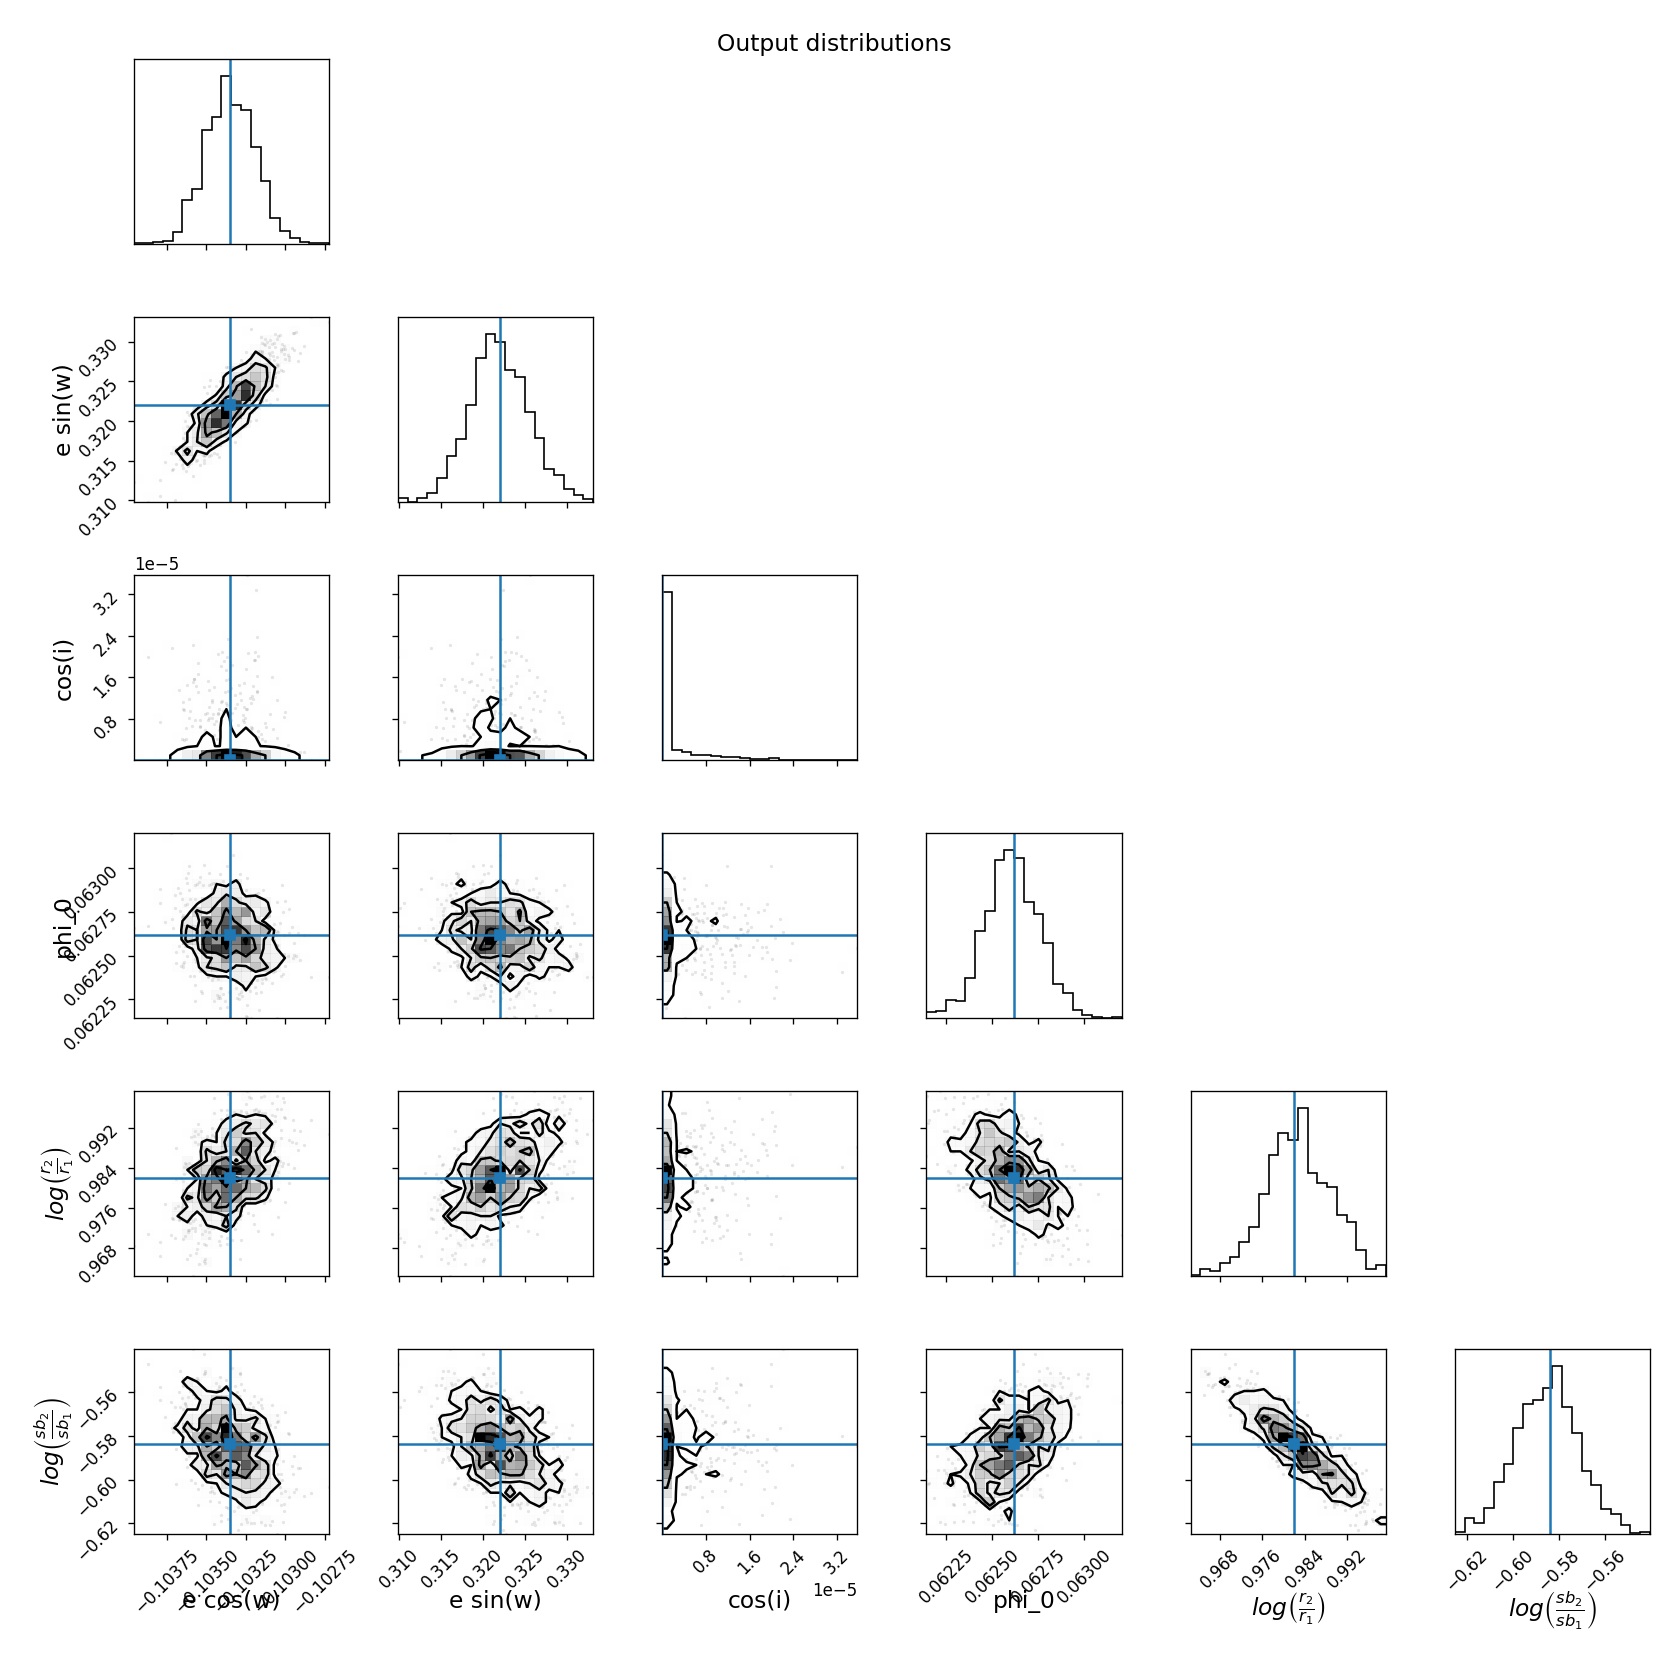 Output distributions
e sin(w)
0.330
0.325
0.320
0.315
0.310
1e−5
cos(i)
3.2
2.4
1.6
0.8
phi_0
0.06300
0.06275
0.06250
0.06225
log(r2/r1)
0.992
0.984
0.976
0.968
log(sb2/sb1)
−0.56
−0.58
−0.60
−0.62
−0.10375 −0.10350 −0.10325 −0.10300 −0.10275 0.310 0.315 0.320 0.325 0.330 0.8 1.6 2.4 3.2 0.06225 0.06250 0.06275 0.06300 0.968 0.976 0.984 0.992 −0.62 −0.60 −0.58 −0.56
1e−5
e cos(w) e sin(w) cos(i) phi_0 log(r2/r1) log(sb2/sb1)